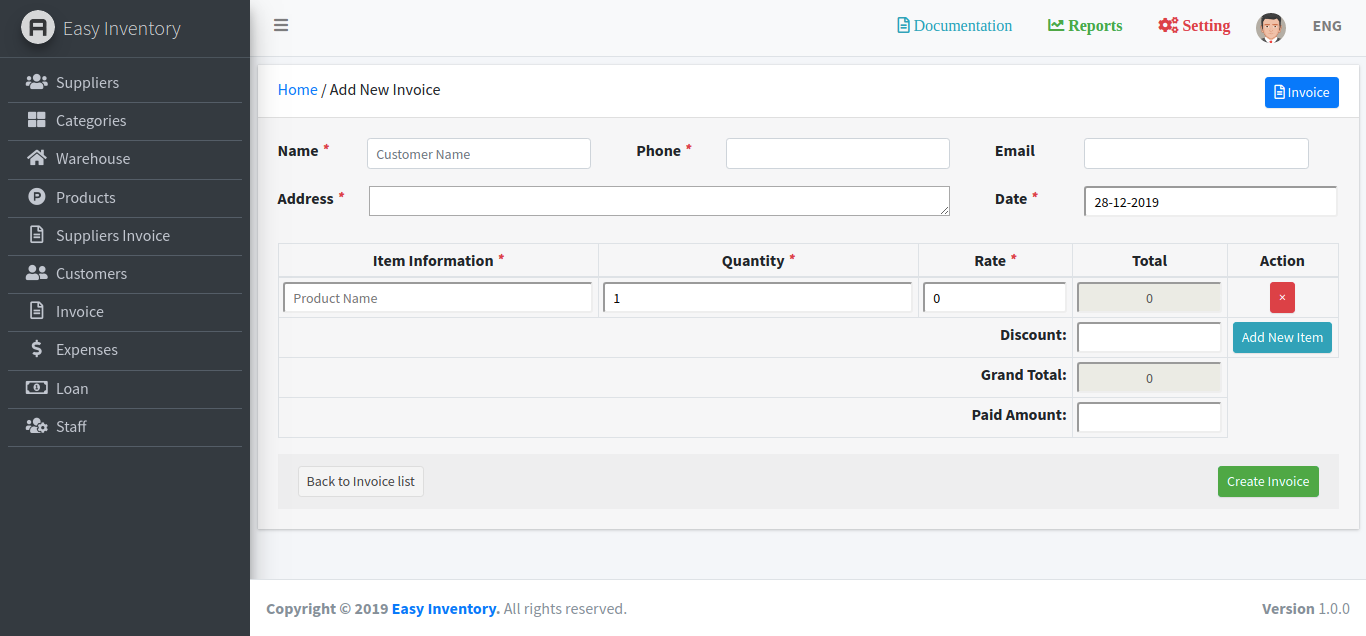 Easy Inventory
Documentation Reports Setting ENG
Suppliers
Categories
Warehouse
Products
Suppliers Invoice
Customers
Invoice
Expenses
Loan
Staff
Home / Add New Invoice
Invoice
Name * Customer Name Phone * Email
Address * Date * 28-12-2019
Item Information * Quantity * Rate * Total Action
Product Name 1 0 0 ×
Discount: Add New Item
Grand Total: 0
Paid Amount:
Back to Invoice list Create Invoice
Copyright © 2019 Easy Inventory. All rights reserved. Version 1.0.0